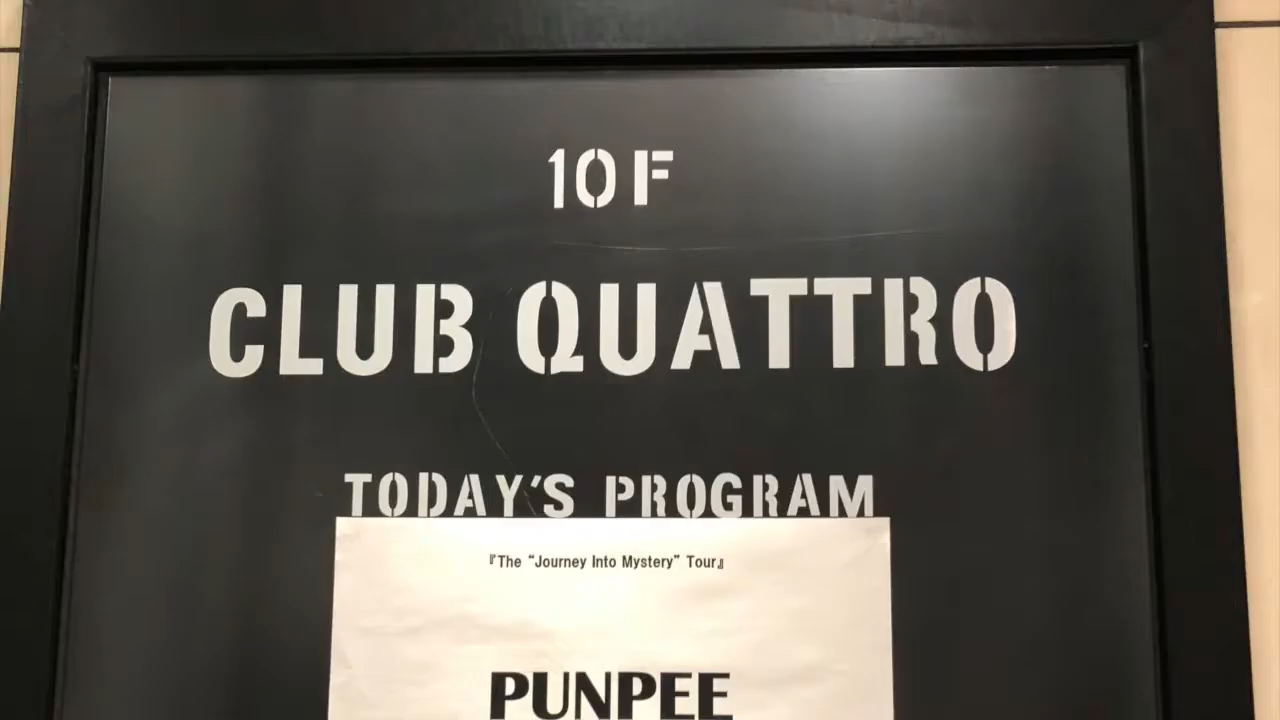 10F
CLUB QUATTRO
TODAY'S PROGRAM
『The “Journey Into Mystery” Tour』
PUNPEE